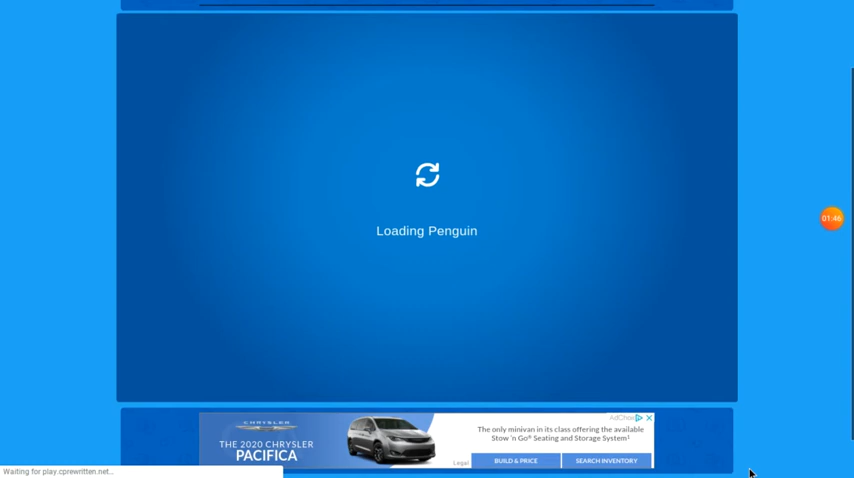 01:46
Loading Penguin
AdChoices
CHRYSLER
THE 2020 CHRYSLER
PACIFICA
The only minivan in its class offering the available
Stow 'n Go® Seating and Storage System¹
Legal
BUILD & PRICE
SEARCH INVENTORY
Waiting for play.cprewritten.net...